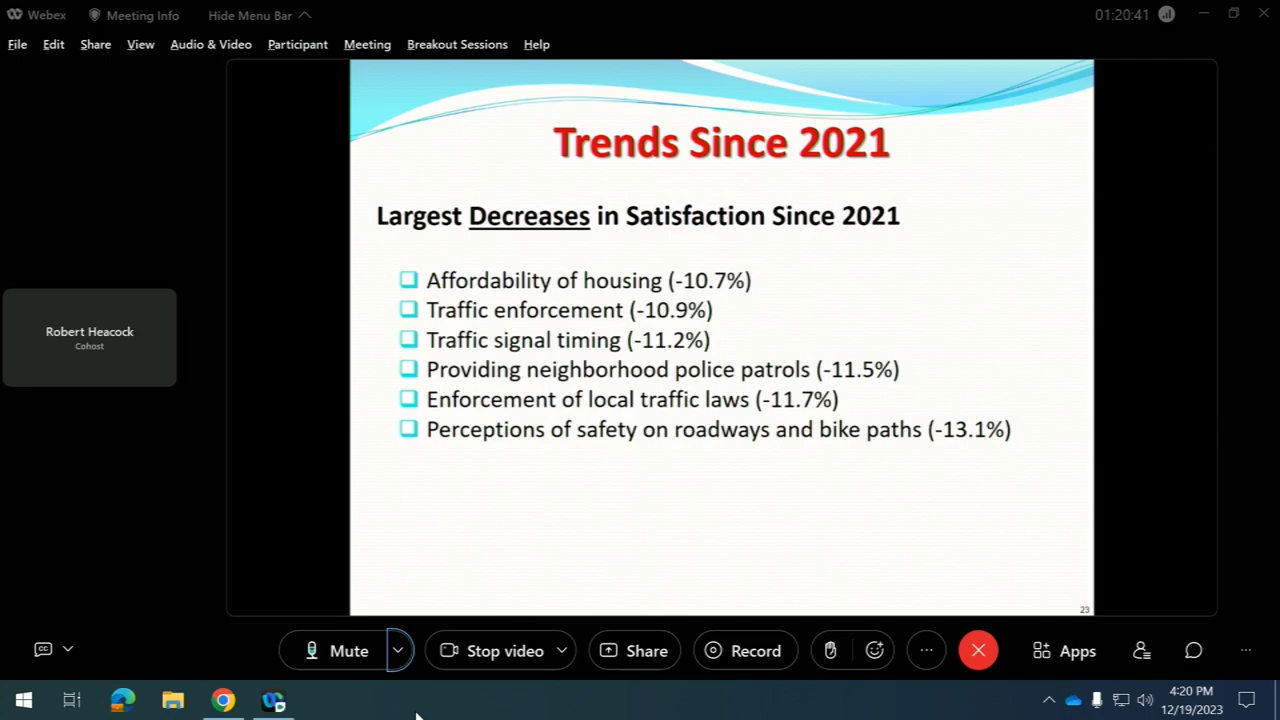 Webex Meeting Info Hide Menu Bar 01:20:41
File Edit Share View Audio & Video Participant Meeting Breakout Sessions Help
Trends Since 2021
Largest Decreases in Satisfaction Since 2021
Affordability of housing (-10.7%)
Traffic enforcement (-10.9%)
Traffic signal timing (-11.2%)
Providing neighborhood police patrols (-11.5%)
Enforcement of local traffic laws (-11.7%)
Perceptions of safety on roadways and bike paths (-13.1%)
Robert Heacock
Cohost
23
CC Mute Stop video Share Record Apps
4:20 PM
12/19/2023